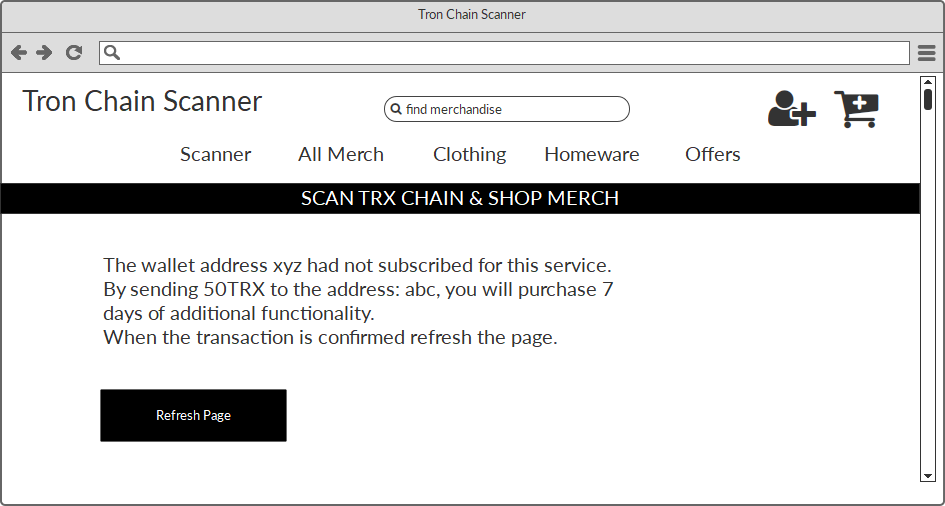 Tron Chain Scanner
Tron Chain Scanner
find merchandise
Scanner All Merch Clothing Homeware Offers
SCAN TRX CHAIN & SHOP MERCH
The wallet address xyz had not subscribed for this service.
By sending 50TRX to the address: abc, you will purchase 7
days of additional functionality.
When the transaction is confirmed refresh the page.
Refresh Page